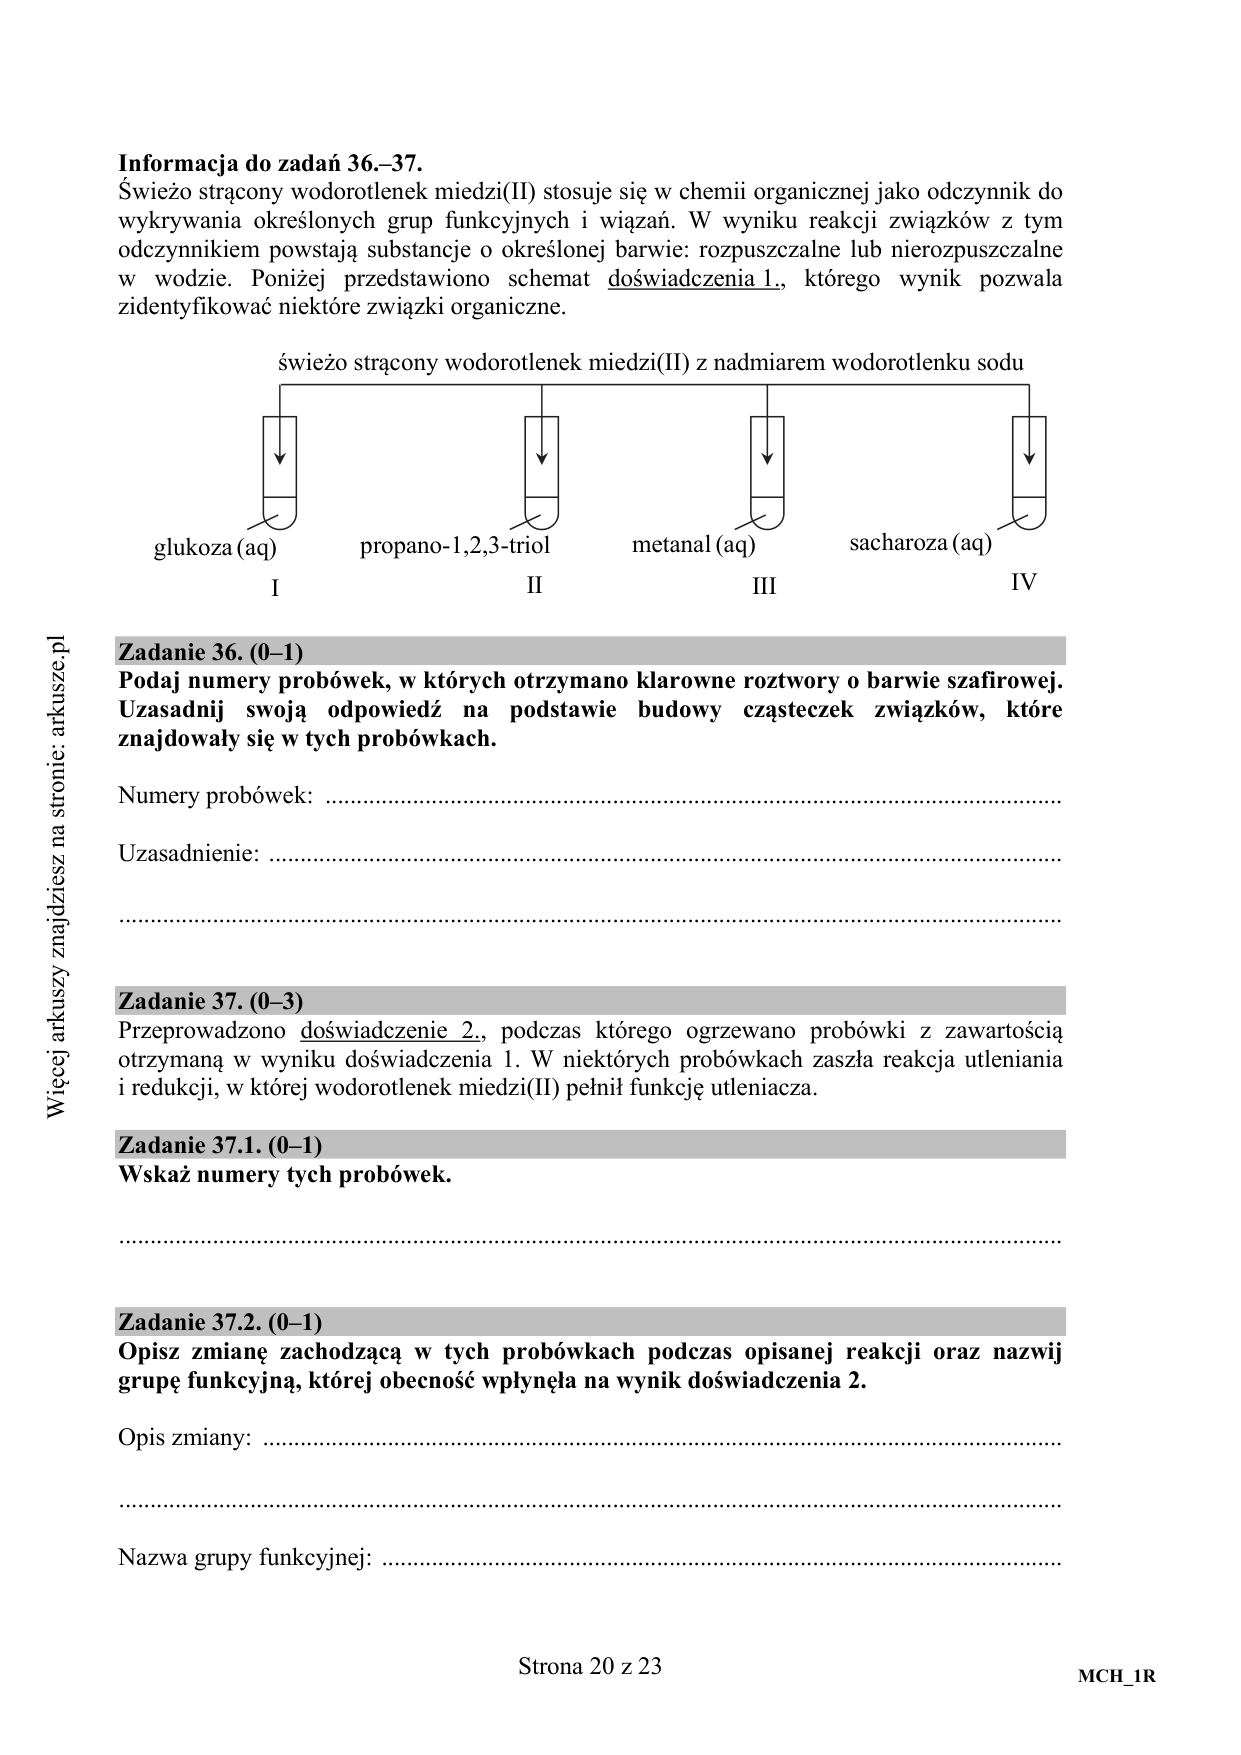 Informacja do zadań 36.–37.
Świeżo strącony wodorotlenek miedzi(II) stosuje się w chemii organicznej jako odczynnik do
wykrywania określonych grup funkcyjnych i wiązań. W wyniku reakcji związków z tym
odczynnikiem powstają substancje o określonej barwie: rozpuszczalne lub nierozpuszczalne
w wodzie. Poniżej przedstawiono schemat doświadczenia 1., którego wynik pozwala
zidentyfikować niektóre związki organiczne.
świeżo strącony wodorotlenek miedzi(II) z nadmiarem wodorotlenku sodu
glukoza (aq) propano-1,2,3-triol metanal (aq) sacharoza (aq)
I II III IV
Zadanie 36. (0–1)
Podaj numery probówek, w których otrzymano klarowne roztwory o barwie szafirowej.
Uzasadnij swoją odpowiedź na podstawie budowy cząsteczek związków, które
znajdowały się w tych probówkach.
Numery probówek: ................................................................................
Uzasadnienie: ................................................................................
................................................................................
Zadanie 37. (0–3)
Przeprowadzono doświadczenie 2., podczas którego ogrzewano probówki z zawartością
otrzymaną w wyniku doświadczenia 1. W niektórych probówkach zaszła reakcja utleniania
i redukcji, w której wodorotlenek miedzi(II) pełnił funkcję utleniacza.
Zadanie 37.1. (0–1)
Wskaż numery tych probówek.
................................................................................
Zadanie 37.2. (0–1)
Opisz zmianę zachodzącą w tych probówkach podczas opisanej reakcji oraz nazwij
grupę funkcyjną, której obecność wpłynęła na wynik doświadczenia 2.
Opis zmiany: ................................................................................
................................................................................
Nazwa grupy funkcyjnej: ................................................................................
Strona 20 z 23
MCH_1R
Więcej arkuszy znajdziesz na stronie: arkusze.pl